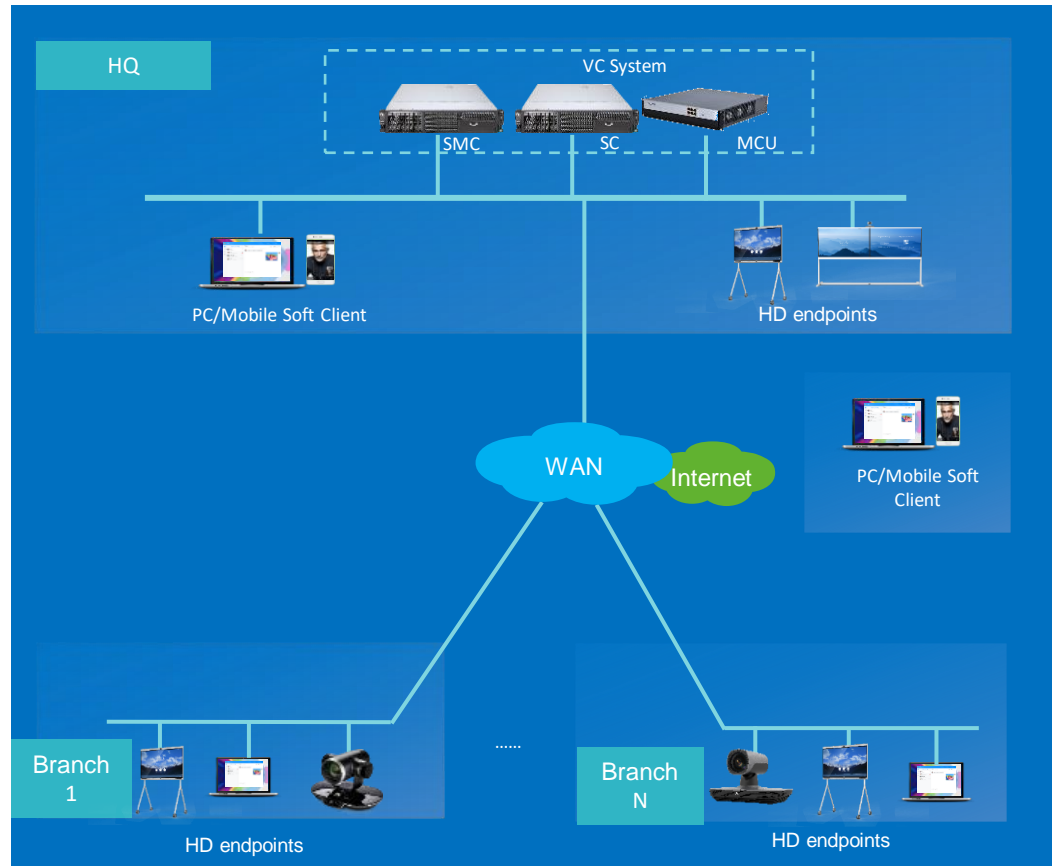 HQ
VC System
SMC
SC
MCU
PC/Mobile Soft Client
HD endpoints
WAN
Internet
PC/Mobile Soft
Client
Branch
1
HD endpoints
......
Branch
N
HD endpoints